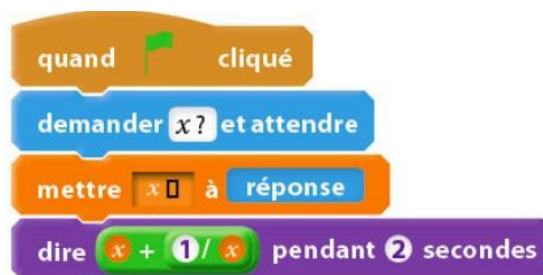 quand cliqué
demander x ? et attendre
mettre x à réponse
dire x + 1 / x pendant 2 secondes